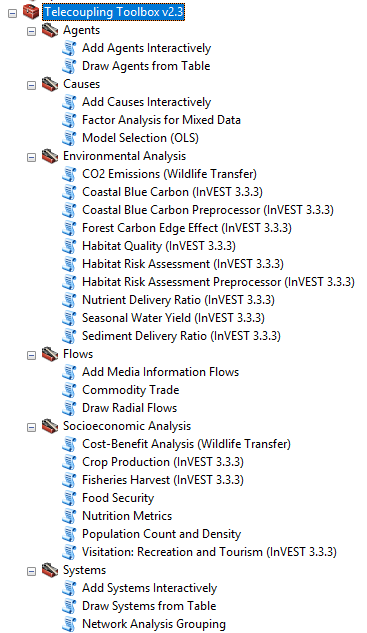 Telecoupling Toolbox v2.3
Agents
Add Agents Interactively
Draw Agents from Table
Causes
Add Causes Interactively
Factor Analysis for Mixed Data
Model Selection (OLS)
Environmental Analysis
CO2 Emissions (Wildlife Transfer)
Coastal Blue Carbon (InVEST 3.3.3)
Coastal Blue Carbon Preprocessor (InVEST 3.3.3)
Forest Carbon Edge Effect (InVEST 3.3.3)
Habitat Quality (InVEST 3.3.3)
Habitat Risk Assessment (InVEST 3.3.3)
Habitat Risk Assessment Preprocessor (InVEST 3.3.3)
Nutrient Delivery Ratio (InVEST 3.3.3)
Seasonal Water Yield (InVEST 3.3.3)
Sediment Delivery Ratio (InVEST 3.3.3)
Flows
Add Media Information Flows
Commodity Trade
Draw Radial Flows
Socioeconomic Analysis
Cost-Benefit Analysis (Wildlife Transfer)
Crop Production (InVEST 3.3.3)
Fisheries Harvest (InVEST 3.3.3)
Food Security
Nutrition Metrics
Population Count and Density
Visitation: Recreation and Tourism (InVEST 3.3.3)
Systems
Add Systems Interactively
Draw Systems from Table
Network Analysis Grouping